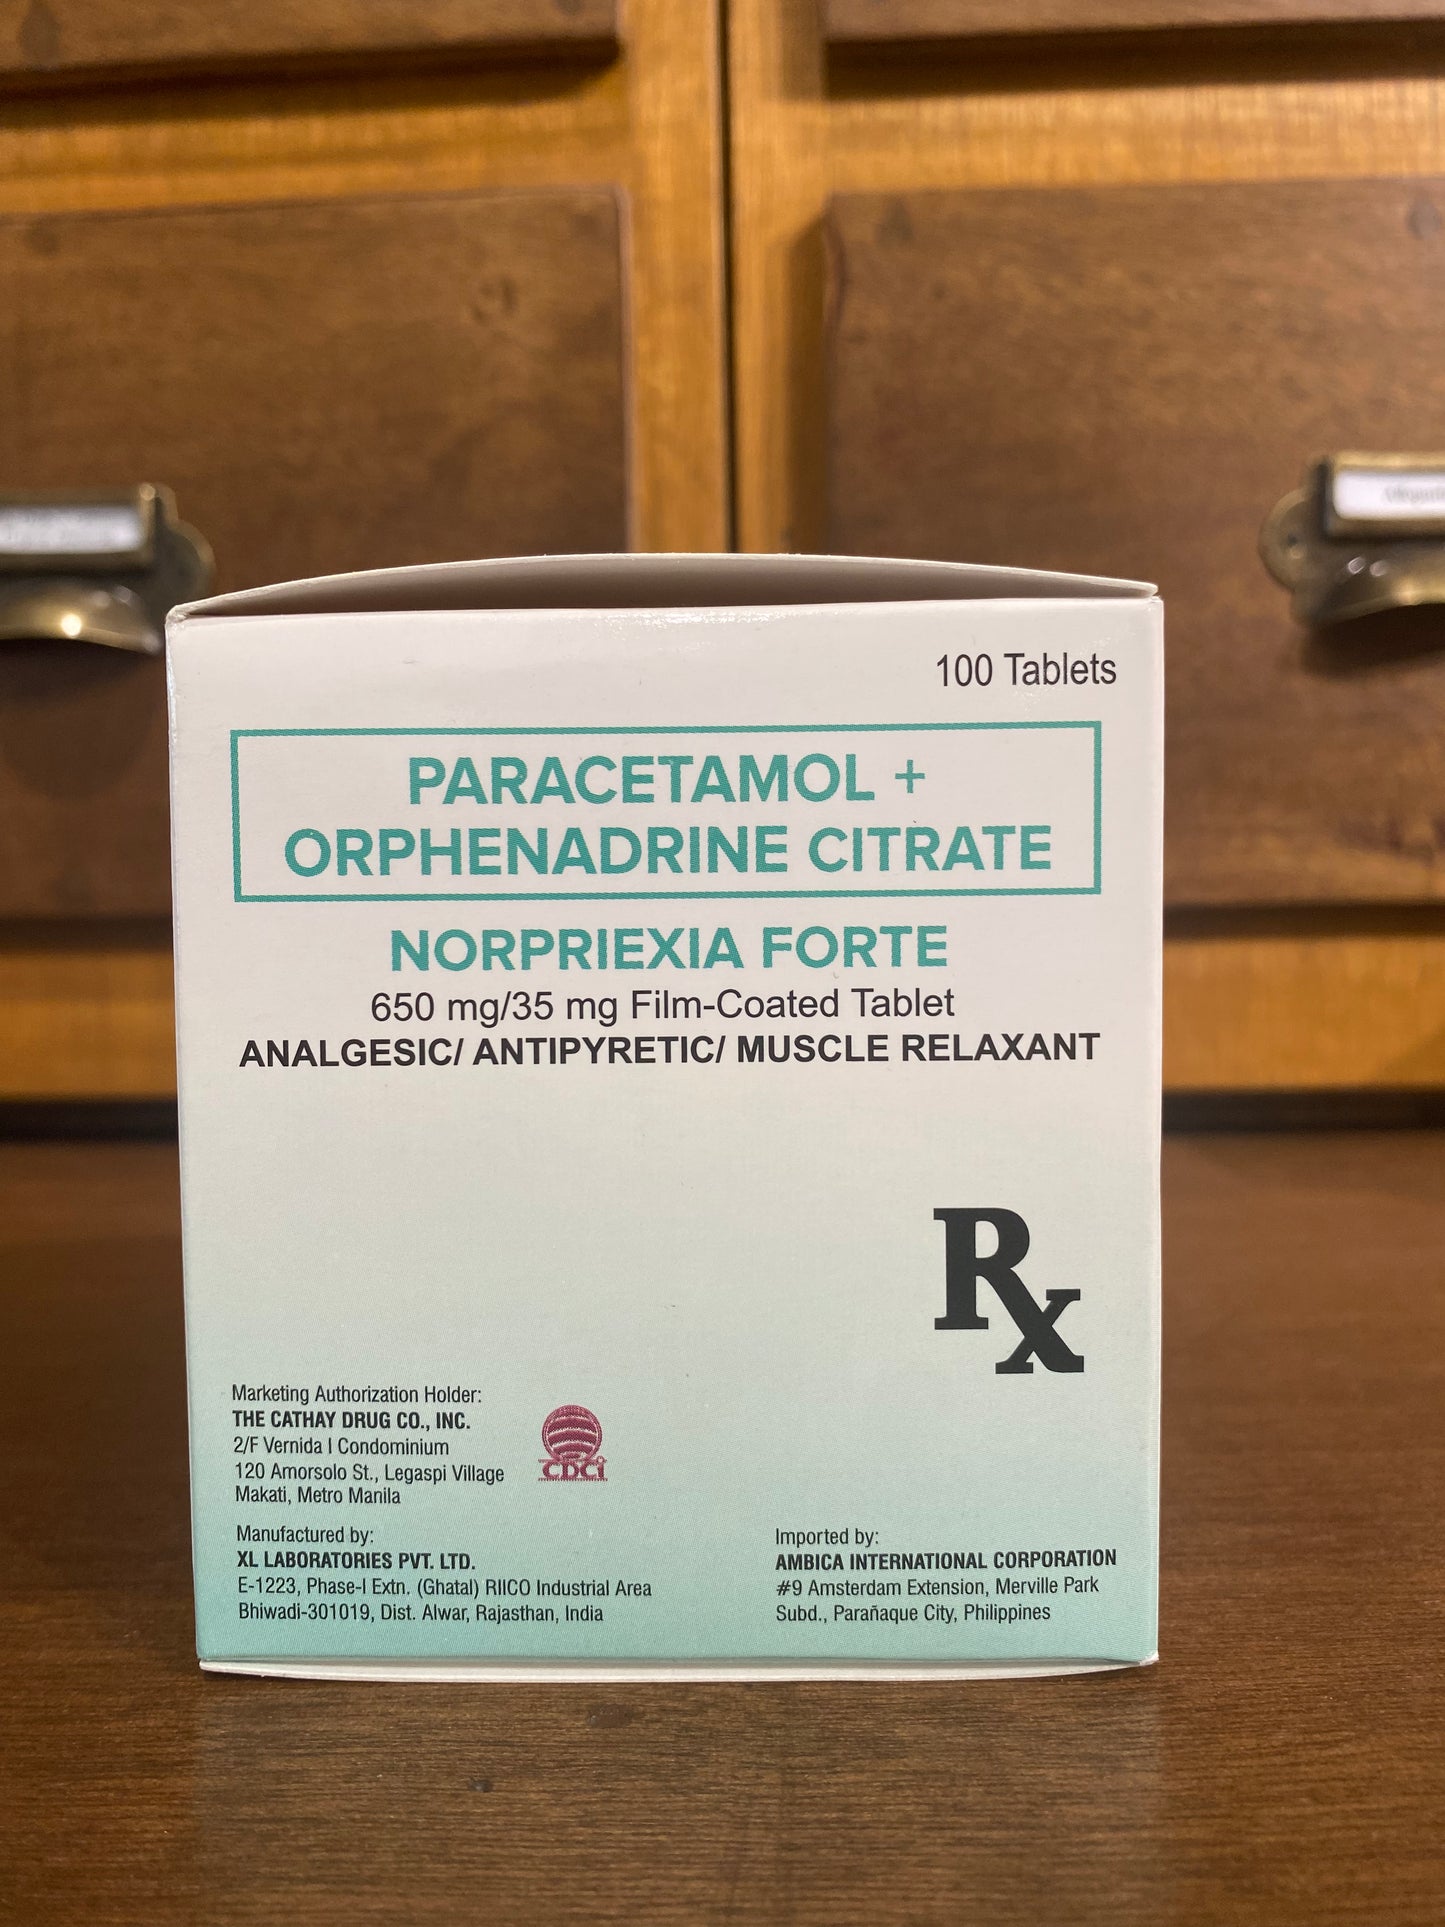 100 Tablets
PARACETAMOL +
ORPHENADRINE CITRATE
NORPRIEXIA FORTE
650 mg/35 mg Film-Coated Tablet
ANALGESIC/ ANTIPYRETIC/ MUSCLE RELAXANT
Rx
Marketing Authorization Holder:
THE CATHAY DRUG CO., INC.
2/F Vernida I Condominium
120 Amorsolo St., Legaspi Village
Makati, Metro Manila
CDCi
Manufactured by:
XL LABORATORIES PVT. LTD.
E-1223, Phase-I Extn. (Ghatal) RIICO Industrial Area
Bhiwadi-301019, Dist. Alwar, Rajasthan, India
Imported by:
AMBICA INTERNATIONAL CORPORATION
#9 Amsterdam Extension, Merville Park
Subd., Parañaque City, Philippines